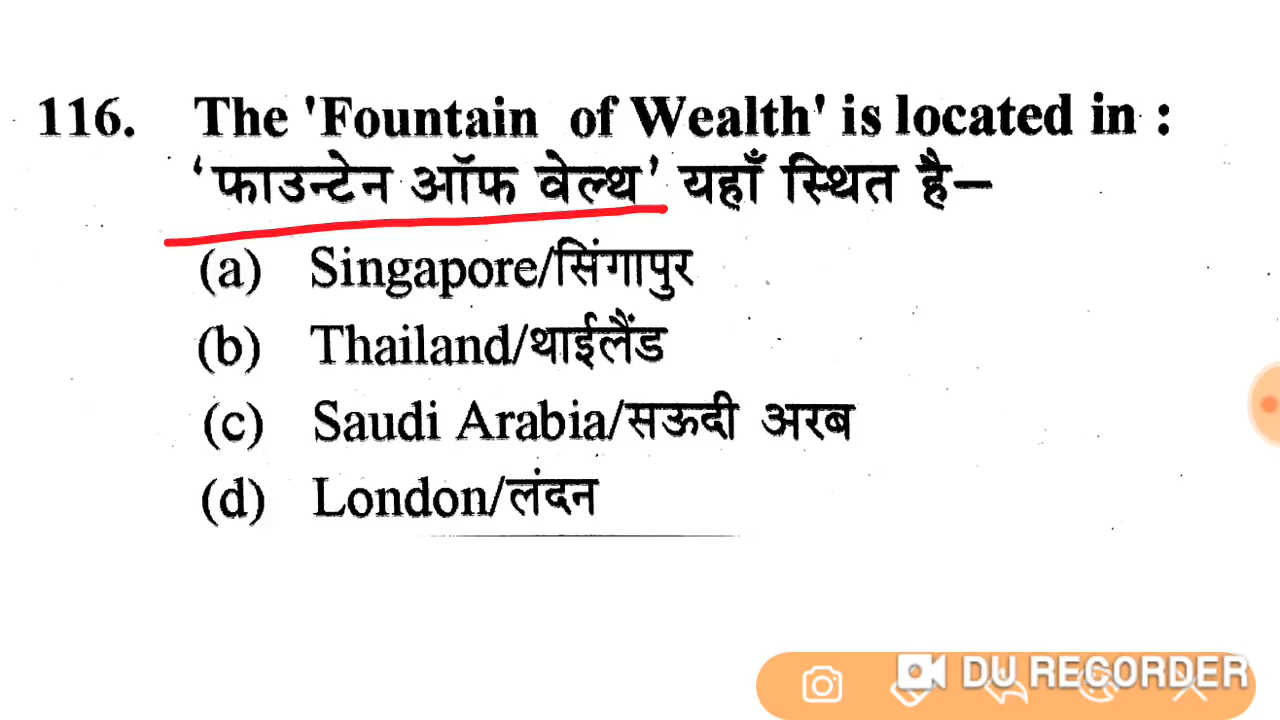 116. The 'Fountain of Wealth' is located in :
‘फाउन्टेन ऑफ वेल्थ’ यहाँ स्थित है–
(a) Singapore/सिंगापुर
(b) Thailand/थाईलैंड
(c) Saudi Arabia/सऊदी अरब
(d) London/लंदन
DU RECORDER